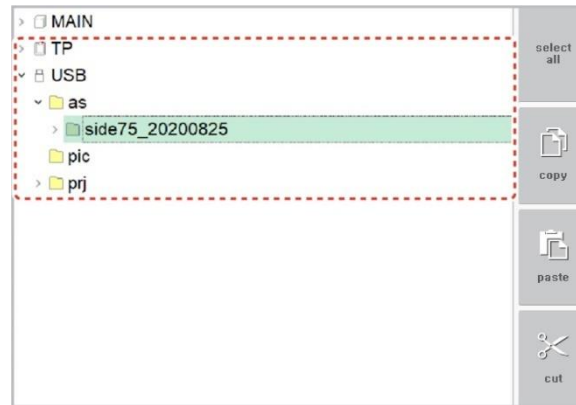 MAIN
TP
USB
as
side75_20200825
pic
prj
select
all
copy
paste
cut